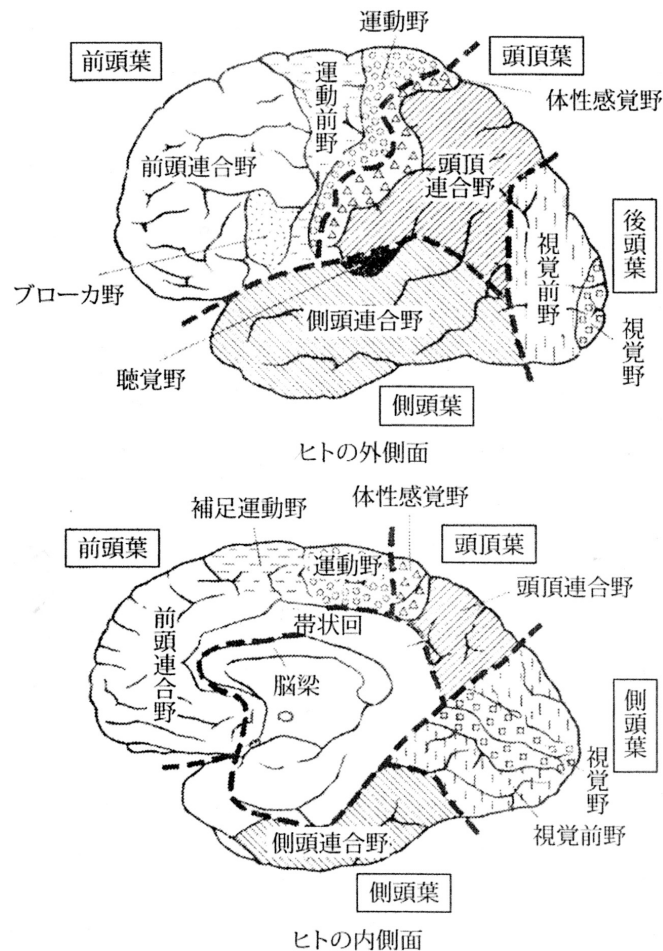 運動野
前頭葉
頭頂葉
体性感覚野
運動前野
前頭連合野
頭頂
連合野
後頭葉
視覚前野
ブローカ野
側頭連合野
視覚野
聴覚野
側頭葉
ヒトの外側面
補足運動野
体性感覚野
前頭葉
頭頂葉
運動野
頭頂連合野
帯状回
前頭連合野
脳梁
側頭葉
視覚野
視覚前野
側頭連合野
側頭葉
ヒトの内側面